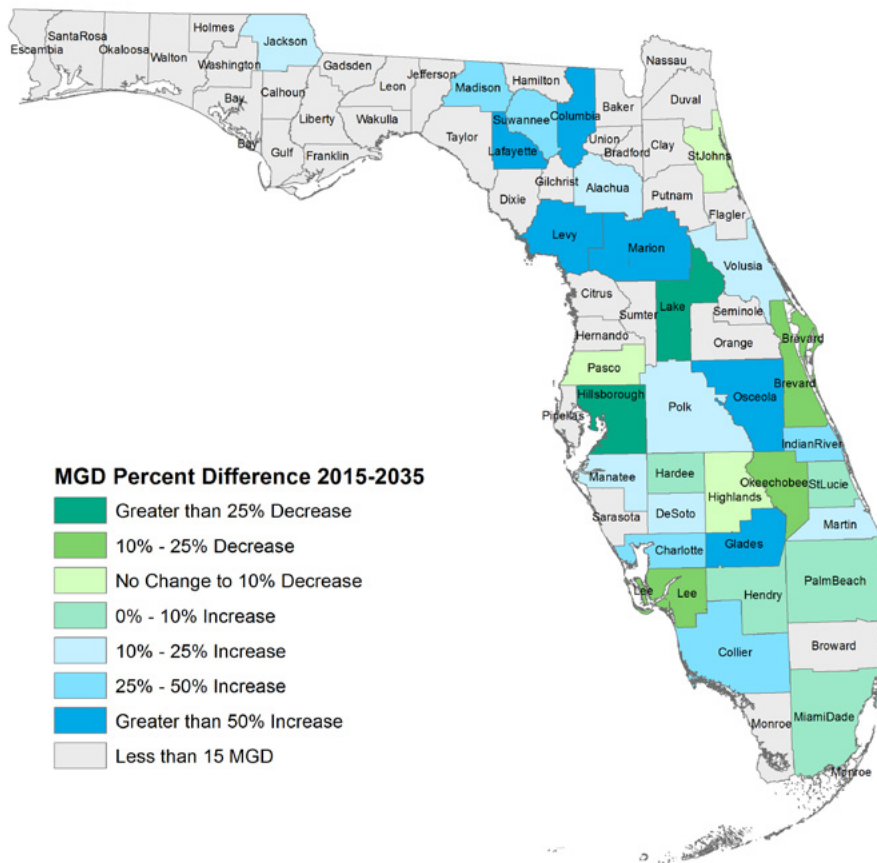 Holmes
Jackson
SantaRosa
Escambia
Okaloosa
Walton
Washington
Gadsden
Jefferson
Leon
Madison
Hamilton
Nassau
Bay
Calhoun
Liberty
Wakulla
Taylor
Suwannee
Columbia
Baker
Duval
Bay
Gulf
Franklin
Lafayette
Union
Bradford
Clay
StJohns
Dixie
Gilchrist
Alachua
Putnam
Flagler
Levy
Marion
Volusia
Citrus
Sumter
Lake
Seminole
Hernando
Orange
Brevard
Pasco
Brevard
Hillsborough
Polk
Osceola
Pinellas
IndianRiver
Manatee
Hardee
Okeechobee
StLucie
Highlands
Sarasota
DeSoto
Martin
Charlotte
Glades
Lee
Lee
Hendry
PalmBeach
Collier
Broward
Monroe
MiamiDade
Monroe
MGD Percent Difference 2015-2035
Greater than 25% Decrease
10% - 25% Decrease
No Change to 10% Decrease
0% - 10% Increase
10% - 25% Increase
25% - 50% Increase
Greater than 50% Increase
Less than 15 MGD